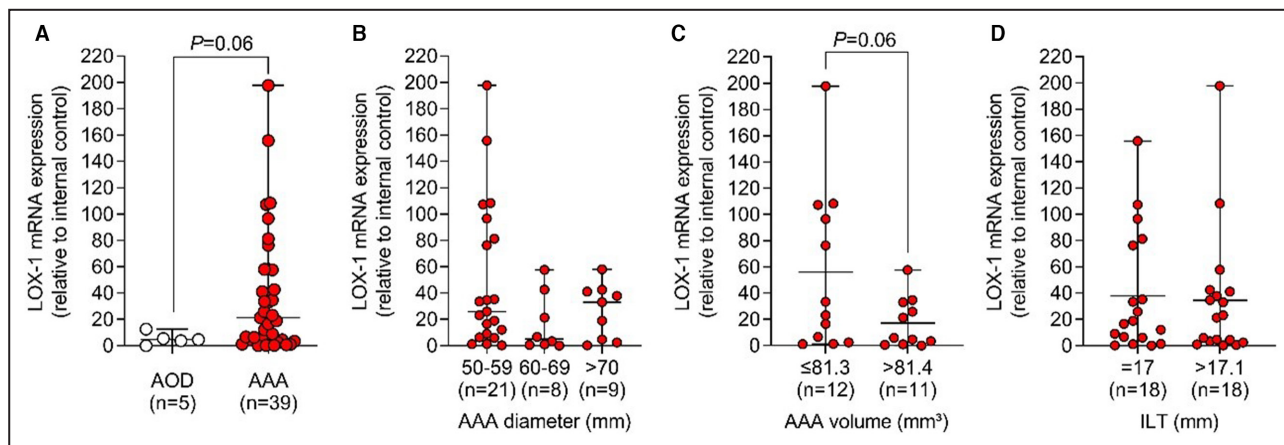 A
P=0.06
LOX-1 mRNA expression
(relative to internal control)
220
200
180
160
140
120
100
80
60
40
20
0
AOD
(n=5)
AAA
(n=39)
B
LOX-1 mRNA expression
(relative to internal control)
220
200
180
160
140
120
100
80
60
40
20
0
50-59
(n=21)
60-69
(n=8)
>70
(n=9)
AAA diameter (mm)
C
P=0.06
LOX-1 mRNA expression
(relative to internal control)
220
200
180
160
140
120
100
80
60
40
20
0
≤81.3
(n=12)
>81.4
(n=11)
AAA volume (mm³)
D
LOX-1 mRNA expression
(relative to internal control)
220
200
180
160
140
120
100
80
60
40
20
0
=17
(n=18)
>17.1
(n=18)
ILT (mm)